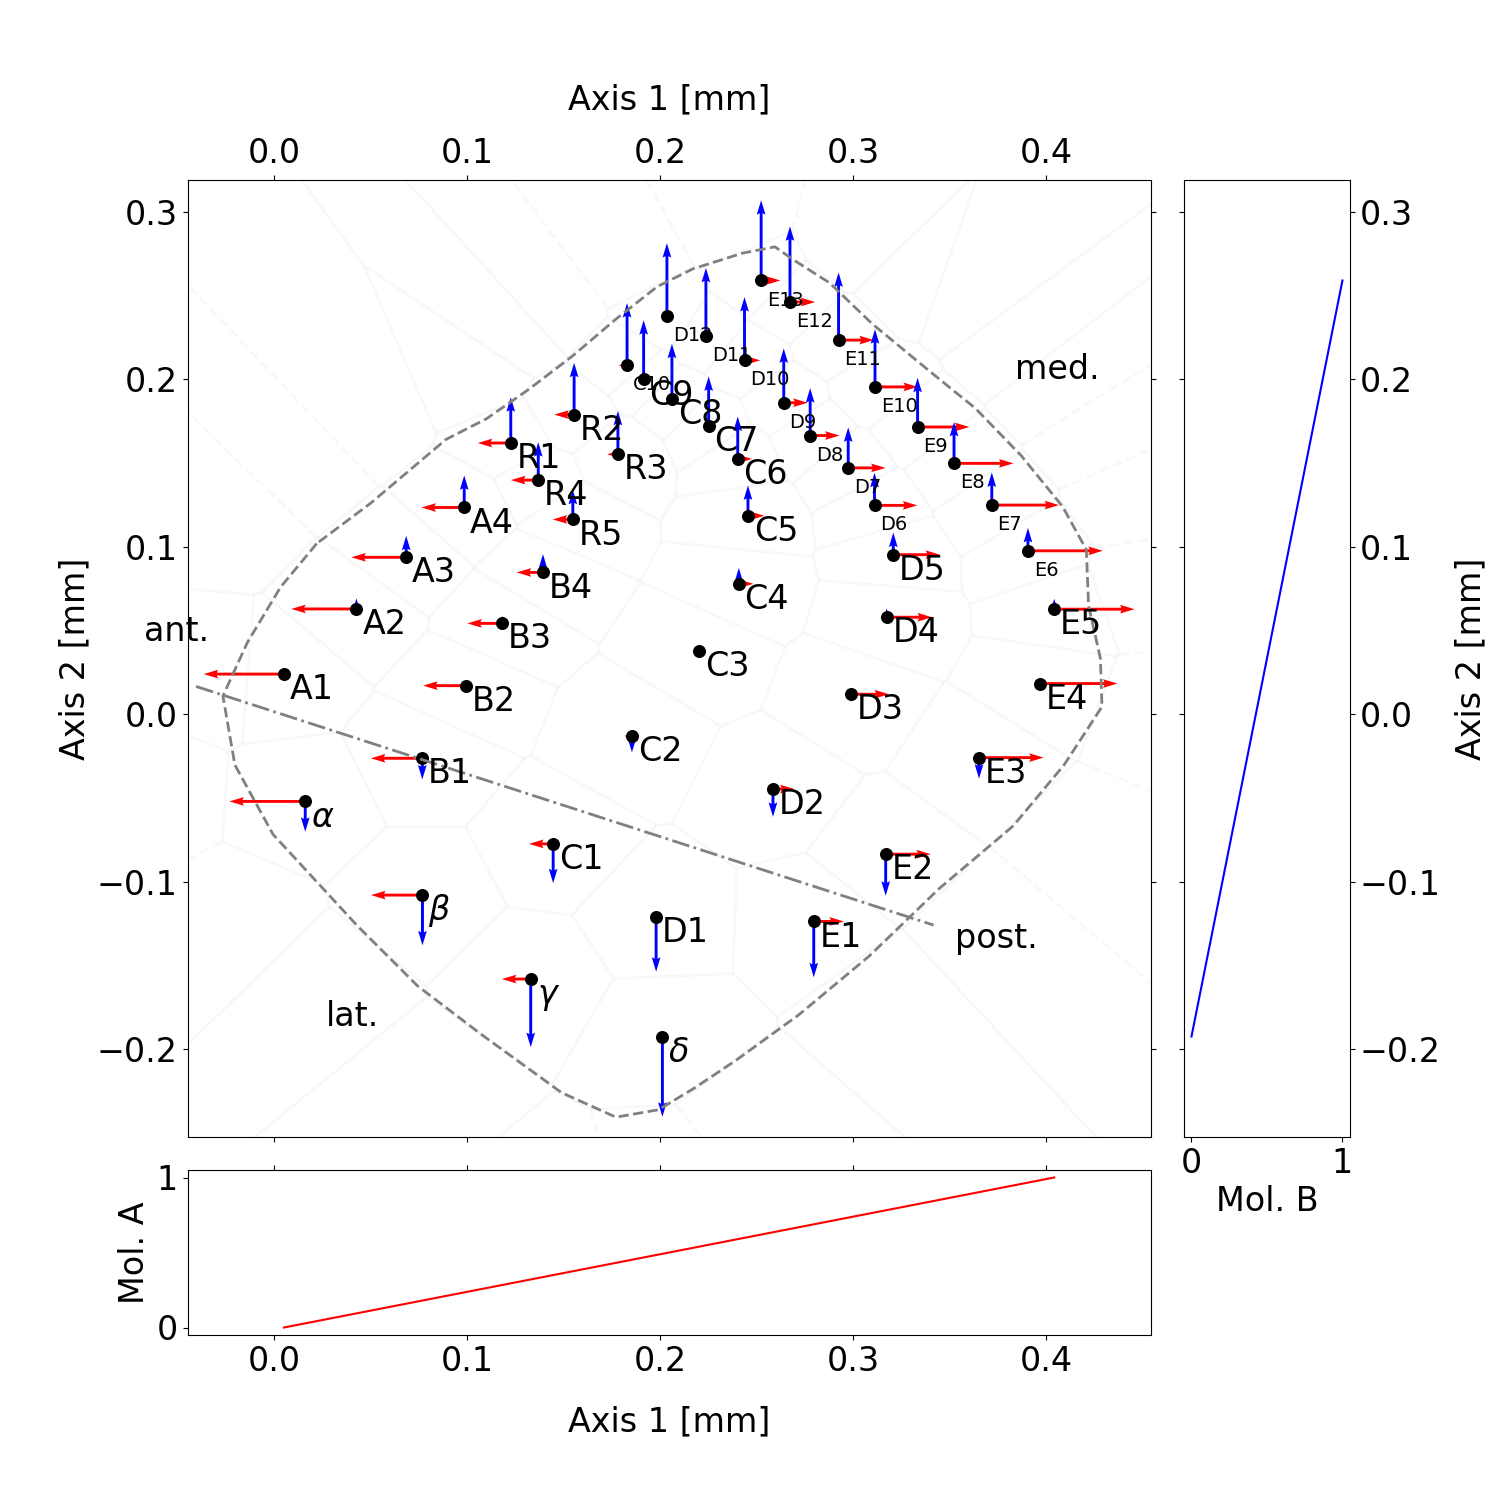 Axis 1 [mm]
0.0 0.1 0.2 0.3 0.4
0.3 0.3
E13
E12
D12
D11
E11
med.
D10
0.2 0.2
C10
C9
E10
C8
D9
R2
C7
E9
D8
R1
R3
C6
E8
D7
R4
A4
R5
C5
D6
E7
0.1 0.1
A3
D5
E6
B4
C4
ant.
A2
B3
D4
E5
C3
A1
B2
D3
E4
0.0 0.0
C2
B1
E3
α
D2
C1
E2
−0.1 −0.1
β
D1
E1
post.
γ
lat.
δ
−0.2 −0.2
Axis 2 [mm]
Axis 2 [mm]
0 1
Mol. B
1
0
Mol. A
0.0 0.1 0.2 0.3 0.4
Axis 1 [mm]